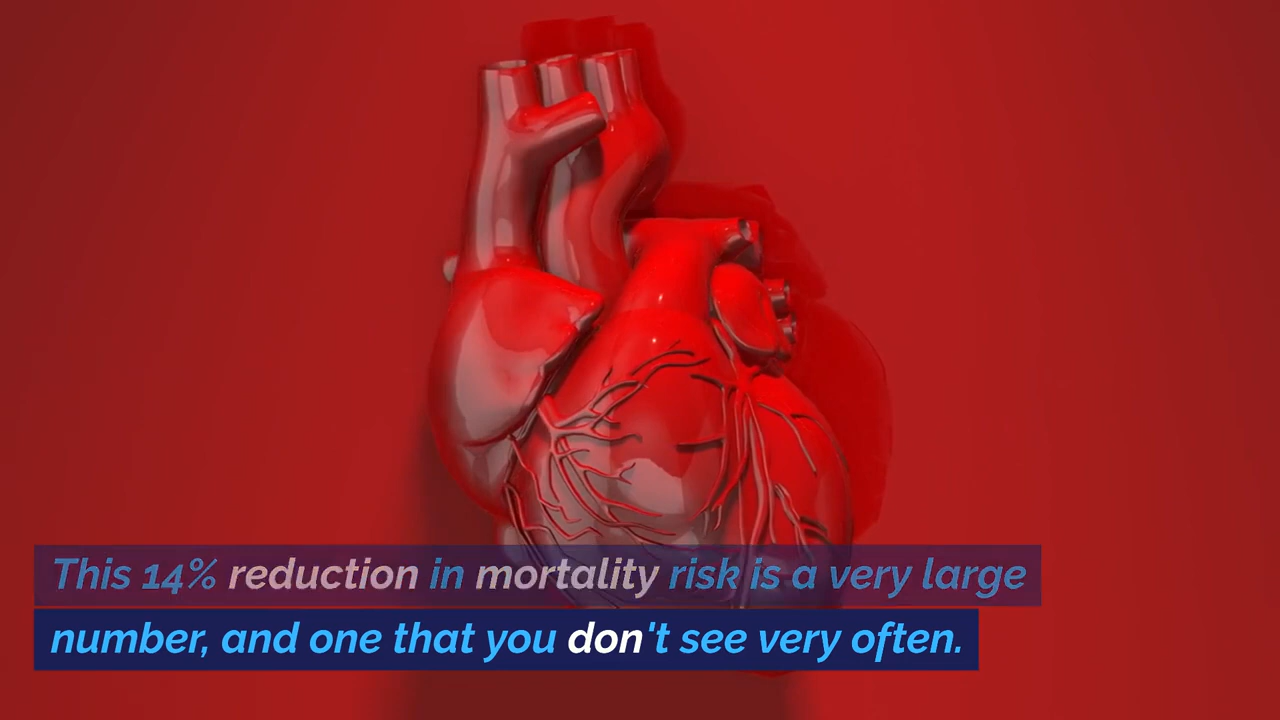 This 14% reduction in mortality risk is a very large
number, and one that you don't see very often.